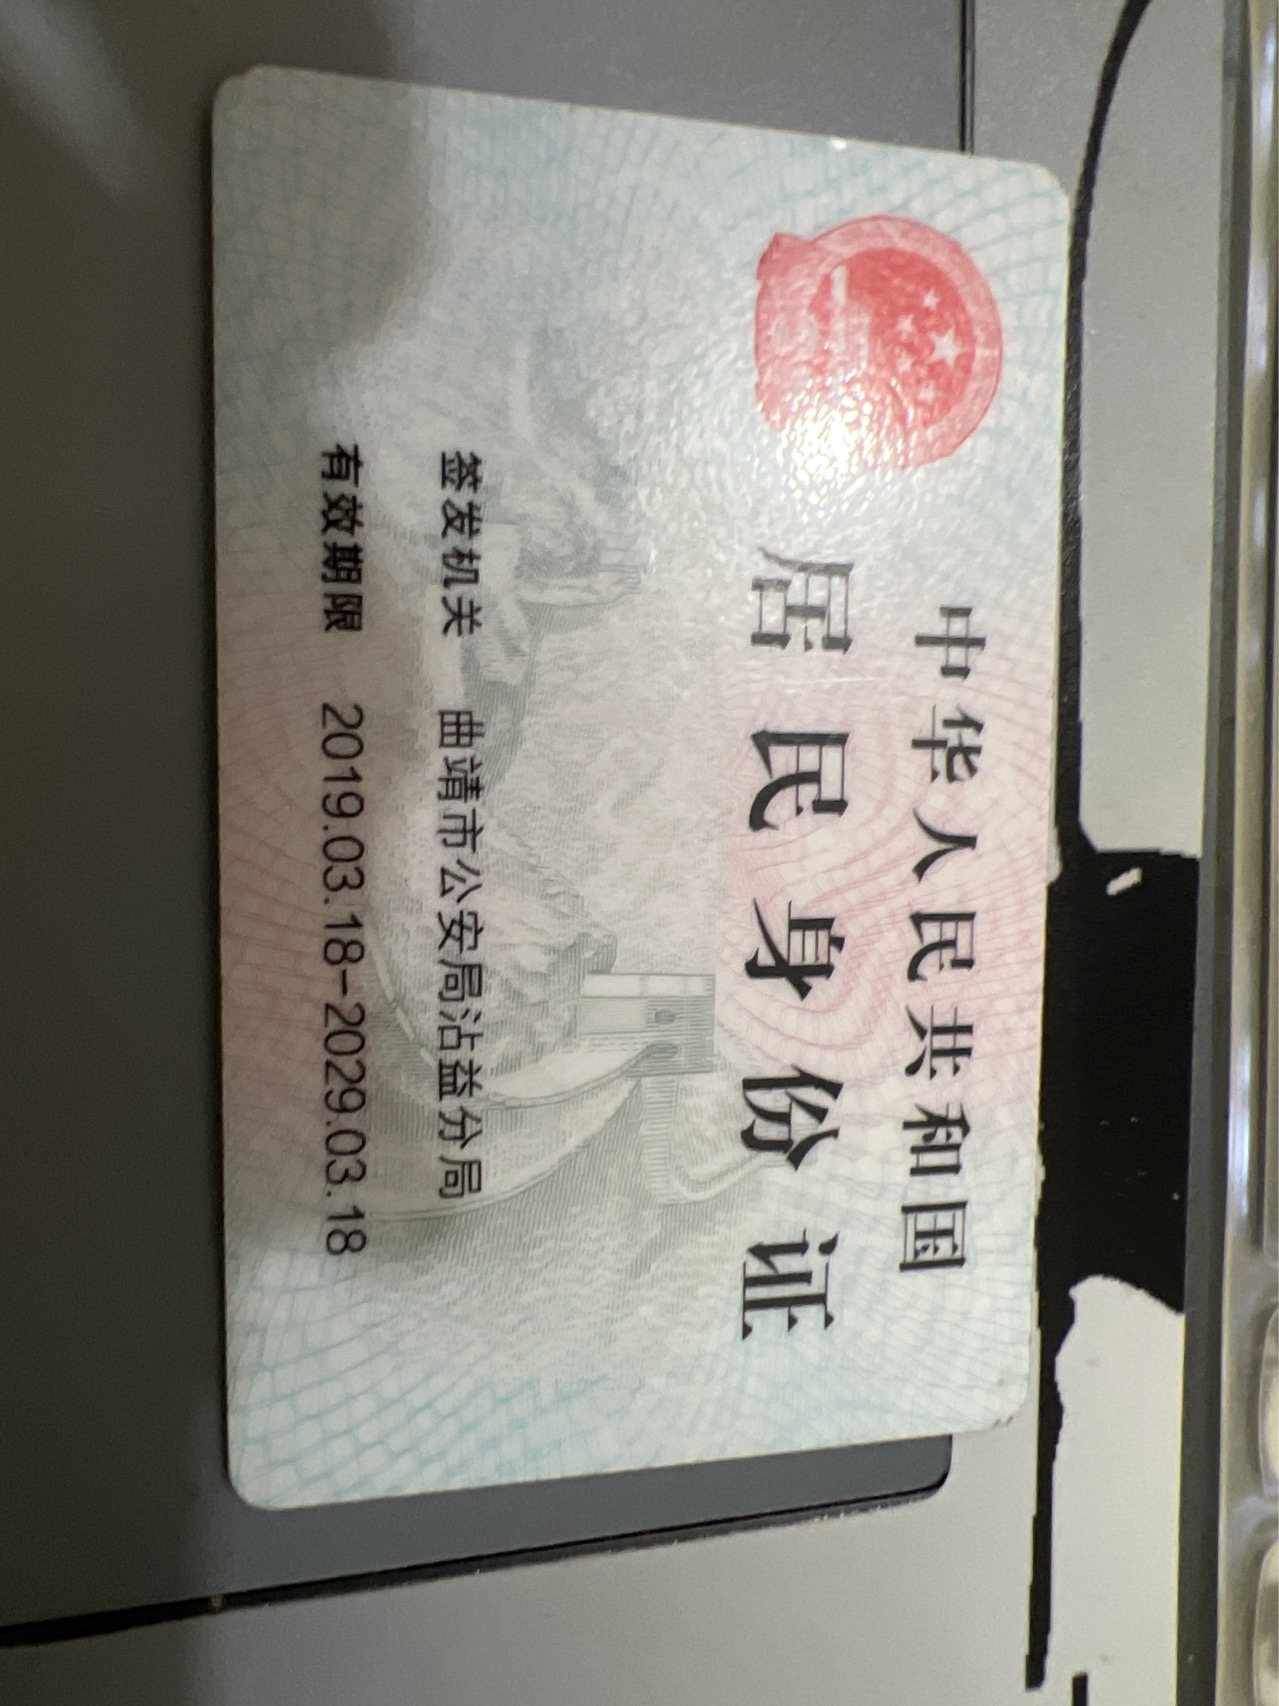 中华人民共和国
居民身份证
签发机关 曲靖市公安局沾益分局
有效期限 2019.03.18-2029.03.18